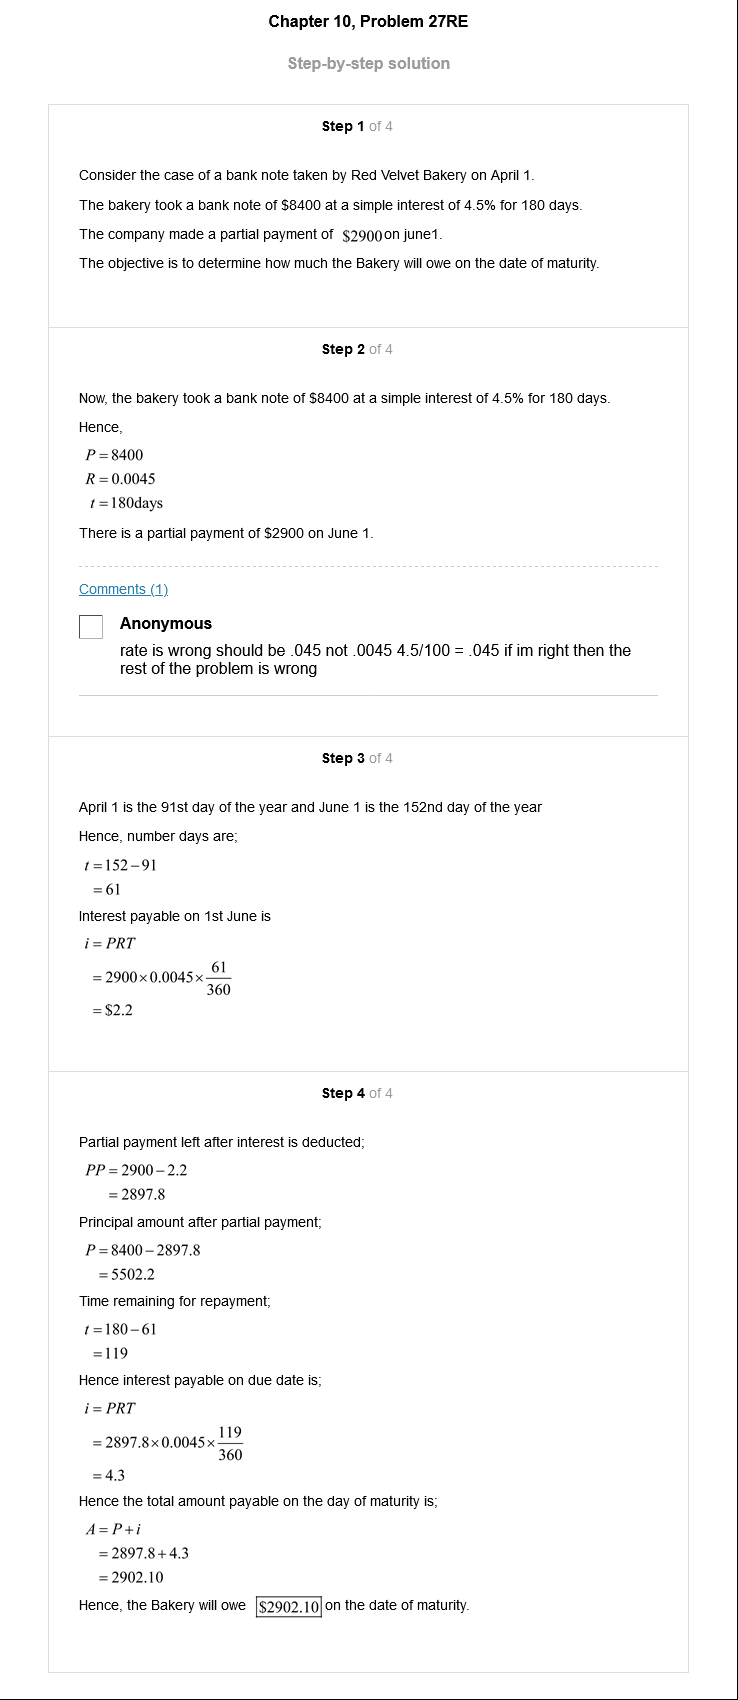 Chapter 10, Problem 27RE
Step-by-step solution
Step 1 of 4
Consider the case of a bank note taken by Red Velvet Bakery on April 1.
The bakery took a bank note of $8400 at a simple interest of 4.5% for 180 days.
The company made a partial payment of $2900 on june1.
The objective is to determine how much the Bakery will owe on the date of maturity.
Step 2 of 4
Now, the bakery took a bank note of $8400 at a simple interest of 4.5% for 180 days.
Hence,
P = 8400
R = 0.0045
t = 180days
There is a partial payment of $2900 on June 1.
Comments (1)
Anonymous
rate is wrong should be .045 not .0045 4.5/100 = .045 if im right then the
rest of the problem is wrong
Step 3 of 4
April 1 is the 91st day of the year and June 1 is the 152nd day of the year
Hence, number days are;
t = 152 − 91
= 61
Interest payable on 1st June is
i = PRT
= 2900 × 0.0045 × 61/360
= $2.2
Step 4 of 4
Partial payment left after interest is deducted;
PP = 2900 − 2.2
= 2897.8
Principal amount after partial payment;
P = 8400 − 2897.8
= 5502.2
Time remaining for repayment;
t = 180 − 61
= 119
Hence interest payable on due date is;
i = PRT
= 2897.8 × 0.0045 × 119/360
= 4.3
Hence the total amount payable on the day of maturity is;
A = P + i
= 2897.8 + 4.3
= 2902.10
Hence, the Bakery will owe $2902.10 on the date of maturity.